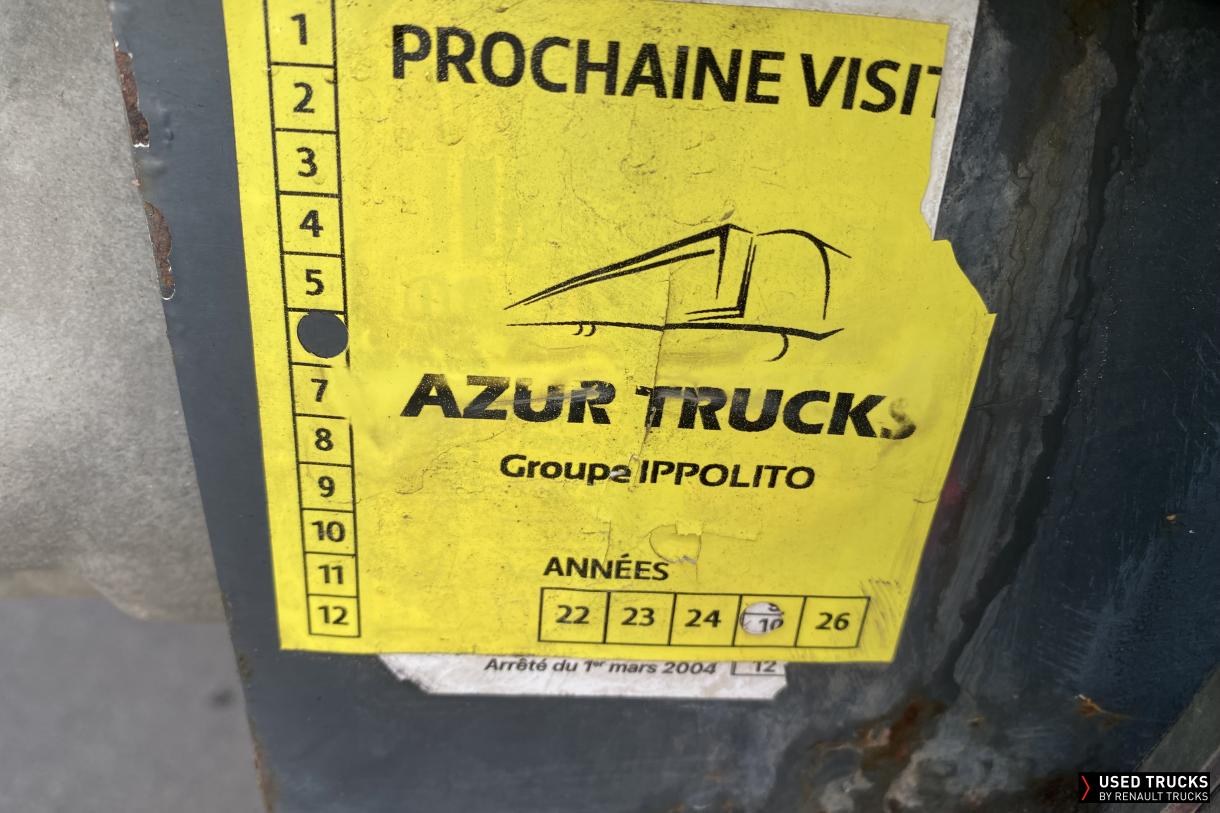 1
2
3
4
5
7
8
9
10
11
12
PROCHAINE VISIT
AZUR TRUCKS
Groupe IPPOLITO
ANNÉES
22 23 24 10 26
Arrêté du 1er mars 2004 12
USED TRUCKS
BY RENAULT TRUCKS